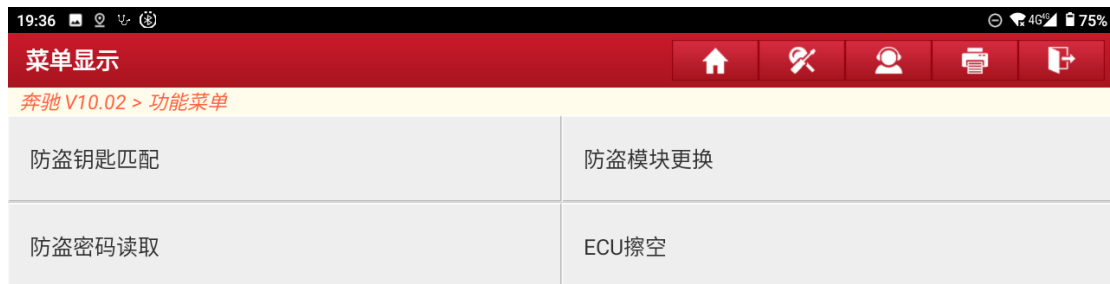 19:36 4G 4G 75%
菜单显示
奔驰 V10.02 > 功能菜单
防盗钥匙匹配 防盗模块更换
防盗密码读取 ECU擦空